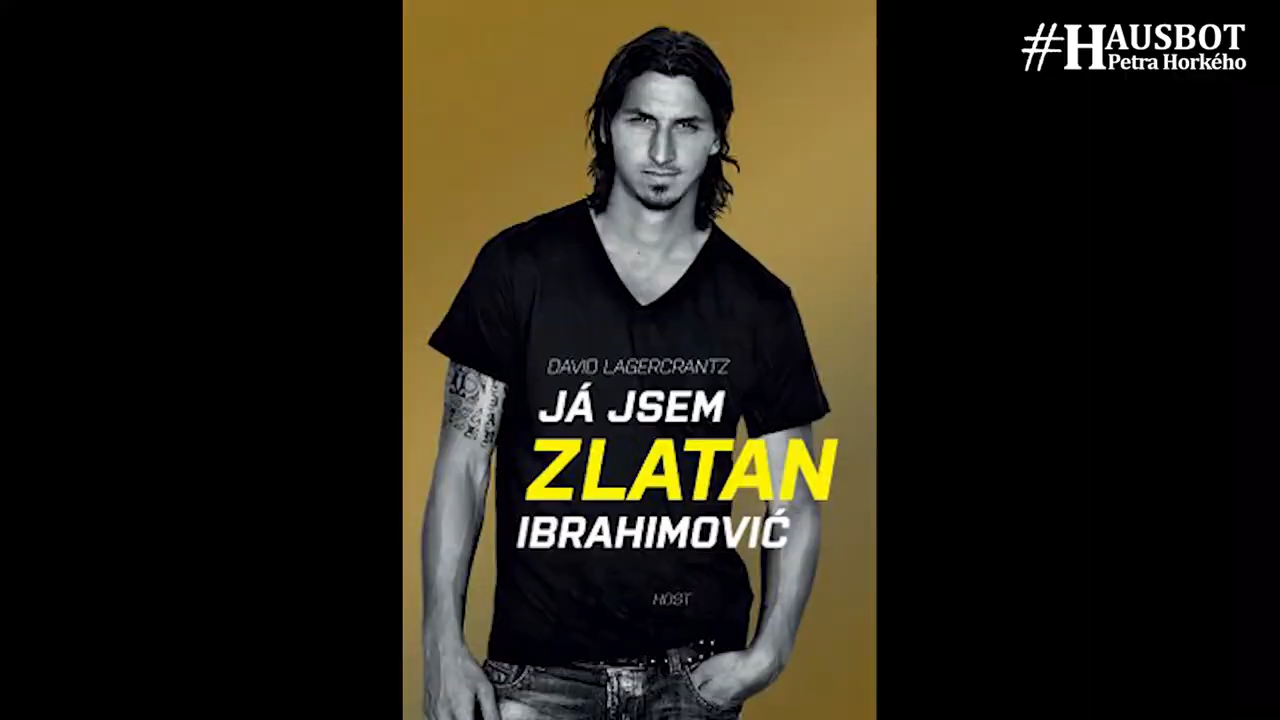 #HAUSBOT
Petra Horkého
DAVID LAGERCRANTZ
JÁ JSEM
ZLATAN
IBRAHIMOVIĆ
HOST